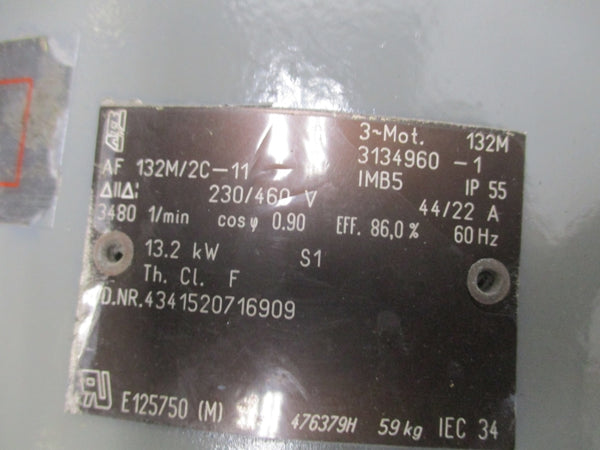 3~Mot. 132M
AF 132M/2C-11 3134960 -1
IMB5 IP 55
ΔIIΔ: 230/460 V 44/22 A
3480 1/min cos φ 0.90 EFF. 86,0 % 60 Hz
13.2 kW S1
Th. Cl. F
D.NR.4341520716909
E125750 (M) 476379H 59 kg IEC 34